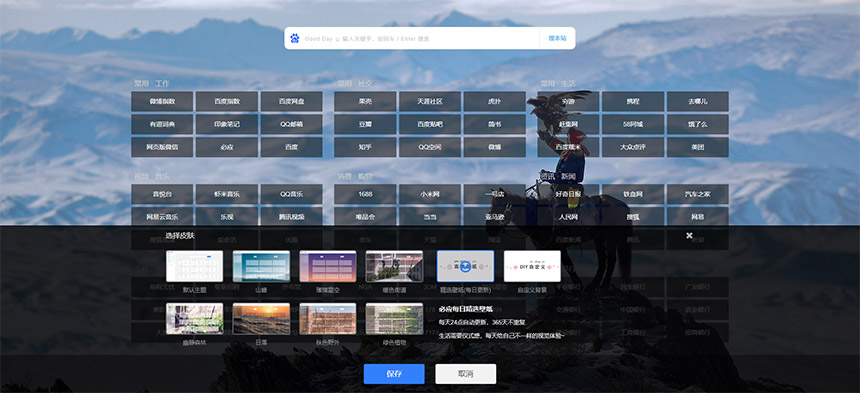 Good Day
搜本站
常用 · 工作
常用 · 社交
常用 · 生活
微博指数 百度指数 百度网盘 果壳 天涯社区 虎扑 穷游 携程 去哪儿
有道词典 印象笔记 QQ邮箱 豆瓣 百度贴吧 简书 赶集网 58同城 饿了么
网页版微信 必应 百度 知乎 QQ空间 微博 百度糯米 大众点评 美团
视频 · 音乐
消费 · 购物
资讯 · 新闻
音悦台 虾米音乐 QQ音乐 1688 小米网 一号店 好奇日报 铁血网 汽车之家
网易云音乐 乐视 腾讯视频 唯品会 当当 亚马逊 人民网 搜狐 网易
选择皮肤
默认主题 山峰 璀璨星空 暖色街道 精选壁纸(每日更新) 自定义背景
DIY自定义
幽静森林 日落 秋色野外 绿色植物
必应每日精选壁纸
每天24点自动更新，365天不重复.
生活需要仪式感，每天给自己不一样的视觉体验~
保存 取消